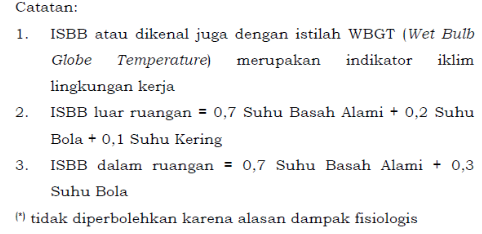 Catatan:
1. ISBB atau dikenal juga dengan istilah WBGT (Wet Bulb
Globe Temperature) merupakan indikator iklim
lingkungan kerja
2. ISBB luar ruangan = 0,7 Suhu Basah Alami + 0,2 Suhu
Bola + 0,1 Suhu Kering
3. ISBB dalam ruangan = 0,7 Suhu Basah Alami + 0,3
Suhu Bola
(*) tidak diperbolehkan karena alasan dampak fisiologis